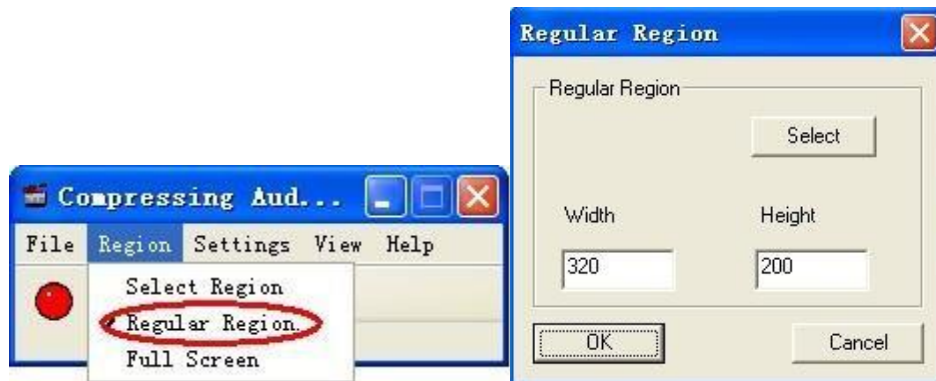 Compressing Aud...
File Region Settings View Help
Select Region
Regular Region
Full Screen
Regular Region
Regular Region
Select
Width Height
320 200
OK Cancel